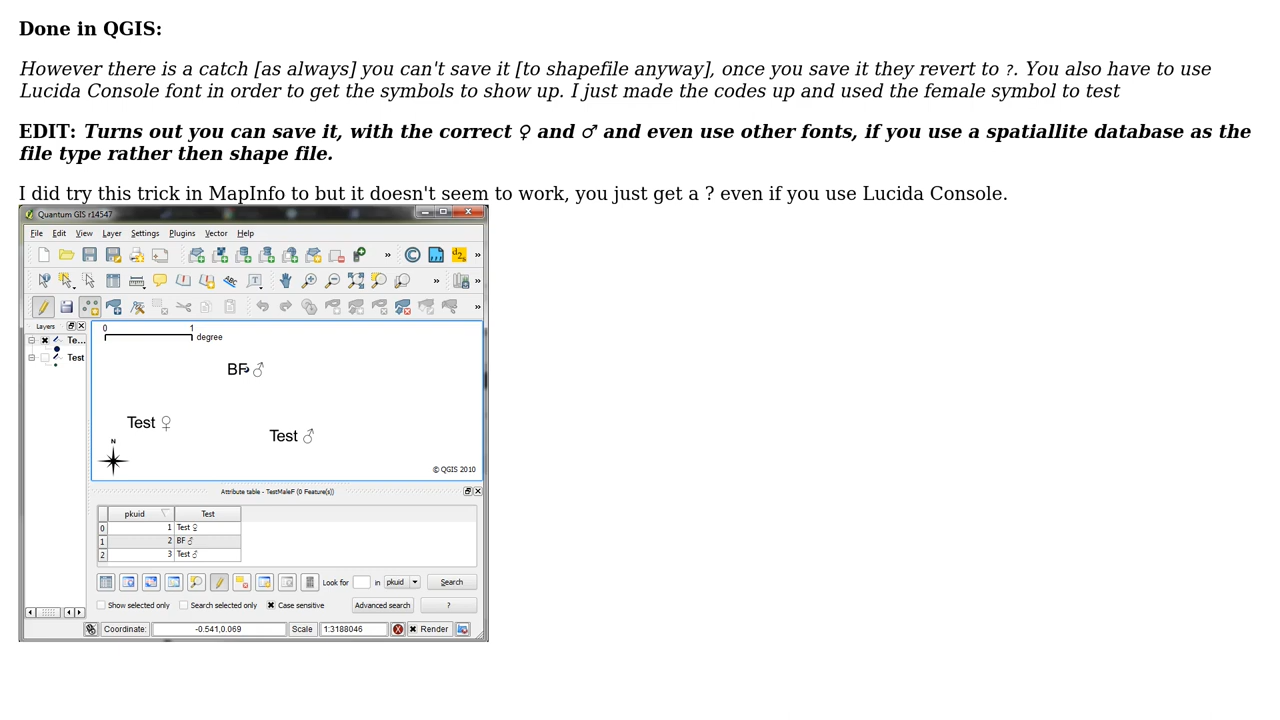 Done in QGIS:
However there is a catch [as always] you can't save it [to shapefile anyway], once you save it they revert to ?. You also have to use
Lucida Console font in order to get the symbols to show up. I just made the codes up and used the female symbol to test
EDIT: Turns out you can save it, with the correct ♀ and ♂ and even use other fonts, if you use a spatiallite database as the
file type rather then shape file.
I did try this trick in MapInfo to but it doesn't seem to work, you just get a ? even if you use Lucida Console.
Quantum GIS r14547
File Edit View Layer Settings Plugins Vector Help
Layers
Te...
Test
0 1
degree
BF ♂
Test ♀
Test ♂
N
© QGIS 2010
Attribute table - TestMaleF (0 Feature(s))
pkuid Test
0 1 Test ♀
1 2 BF ♂
2 3 Test ♂
Look for in pkuid Search
Show selected only Search selected only Case sensitive Advanced search ?
Coordinate: -0.541,0.069 Scale 1:3188046 Render